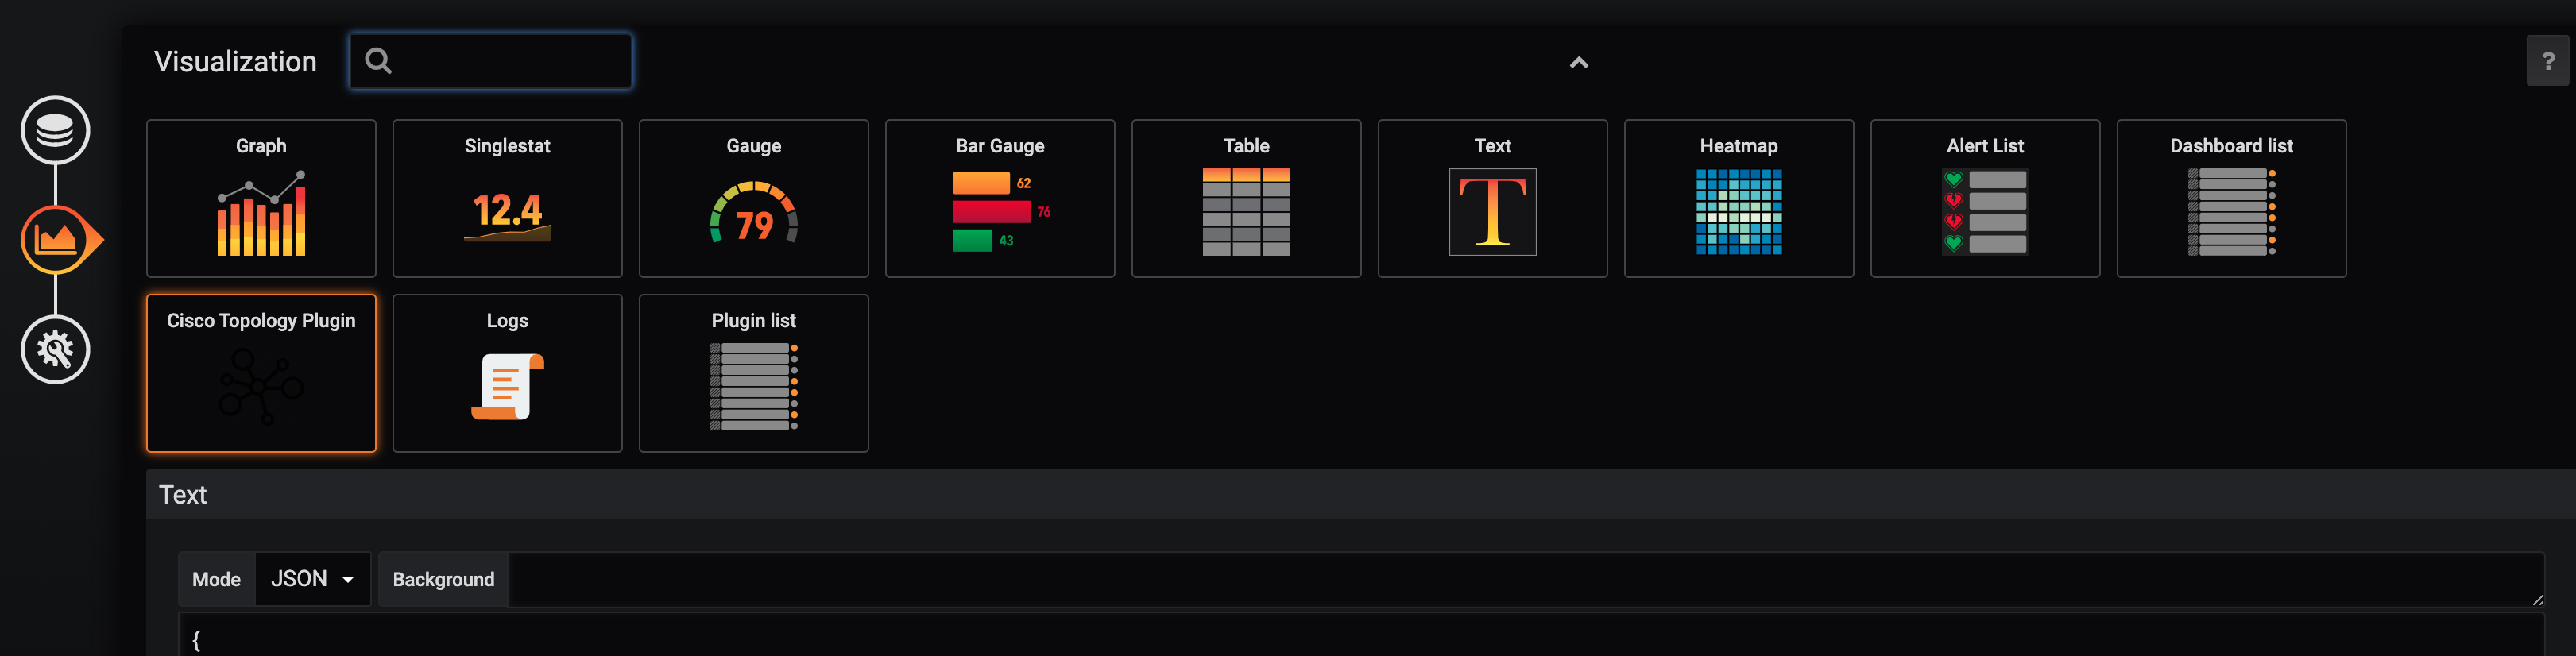 Visualization
?
Graph
Singlestat
Gauge
Bar Gauge
Table
Text
Heatmap
Alert List
Dashboard list
12.4
79
62
76
43
T
Cisco Topology Plugin
Logs
Plugin list
Text
Mode
JSON
Background
{